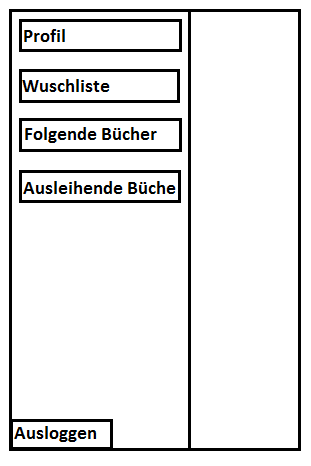 Profil
Wuschliste
Folgende Bücher
Ausleihende Büche
Ausloggen